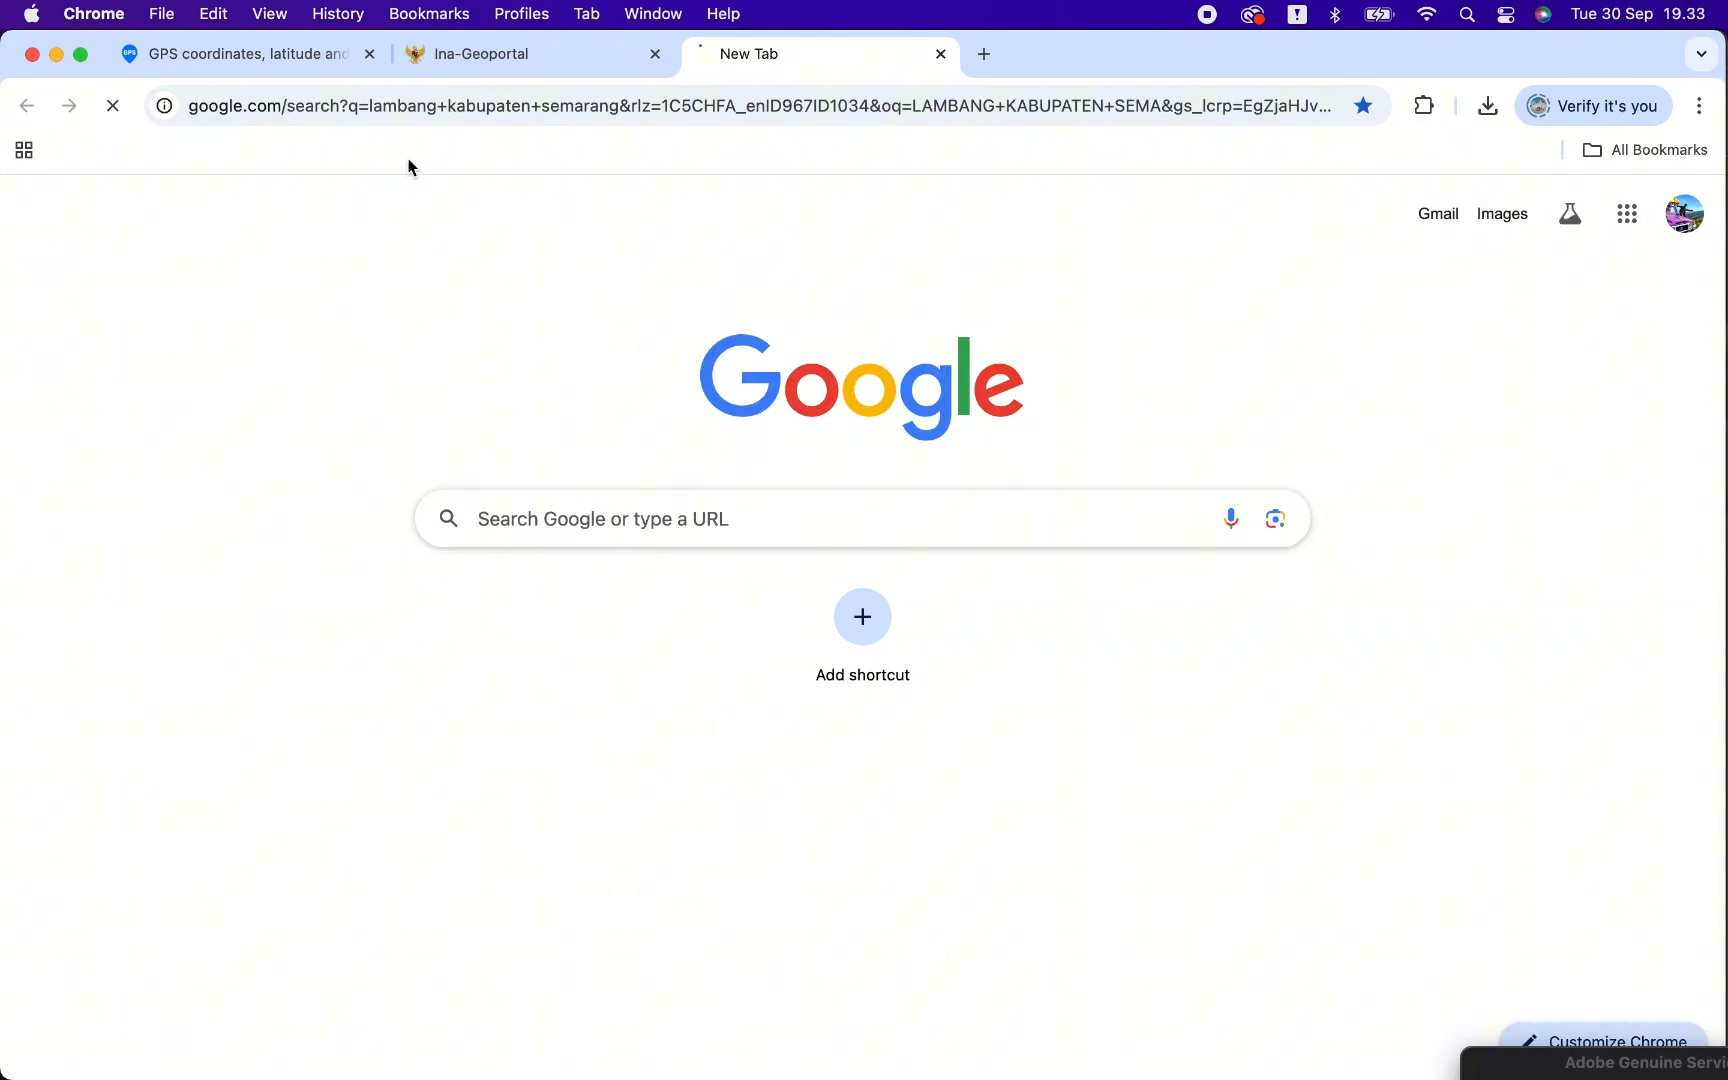 Chrome File Edit View History Bookmarks Profiles Tab Window Help Tue 30 Sep 19.33
GPS coordinates, latitude and Ina-Geoportal New Tab
google.com/search?q=lambang+kabupaten+semarang&rlz=1C5CHFA_enID967ID1034&oq=LAMBANG+KABUPATEN+SEMA&gs_lcrp=EgZjaHJv... Verify it's you
All Bookmarks
Gmail Images
Google
Search Google or type a URL
Add shortcut
Customize Chrome
Adobe Genuine Servi